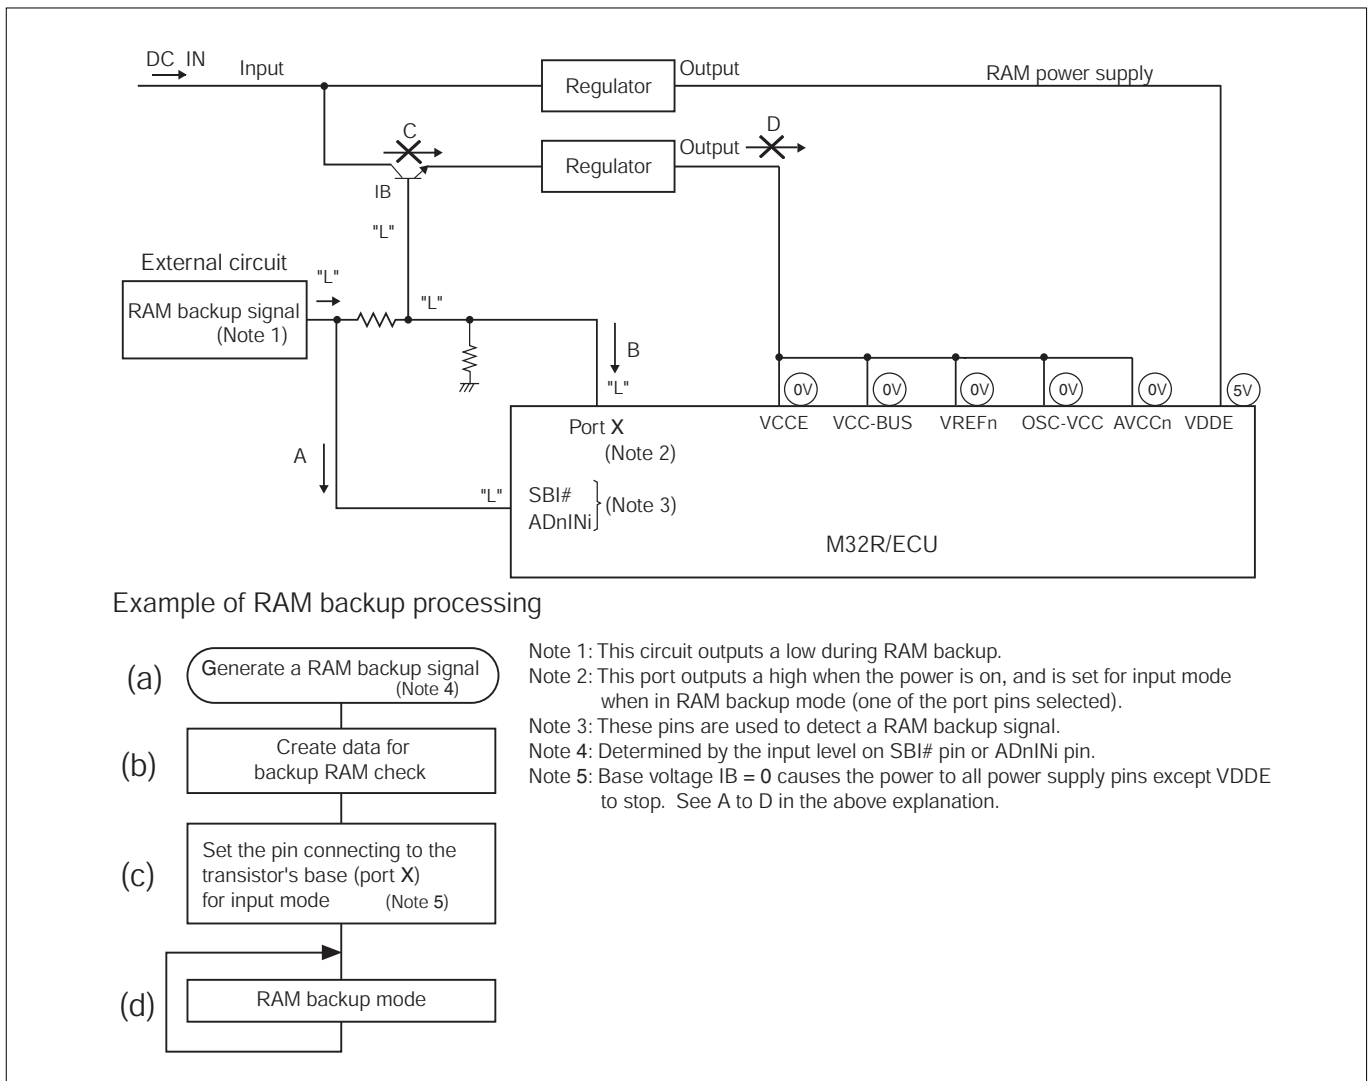 DC IN
Input
Regulator
Output
RAM power supply
C
D
Regulator
Output
IB
"L"
External circuit
"L"
RAM backup signal
(Note 1)
"L"
B
"L"
0V
0V
0V
0V
0V
5V
Port X
(Note 2)
VCCE
VCC-BUS
VREFn
OSC-VCC
AVCCn
VDDE
A
"L"
SBI#
ADnINi
(Note 3)
M32R/ECU
Example of RAM backup processing
(a)
Generate a RAM backup signal
(Note 4)
(b)
Create data for
backup RAM check
(c)
Set the pin connecting to the
transistor's base (port X)
for input mode (Note 5)
(d)
RAM backup mode
Note 1: This circuit outputs a low during RAM backup.
Note 2: This port outputs a high when the power is on, and is set for input mode
when in RAM backup mode (one of the port pins selected).
Note 3: These pins are used to detect a RAM backup signal.
Note 4: Determined by the input level on SBI# pin or ADnINi pin.
Note 5: Base voltage IB = 0 causes the power to all power supply pins except VDDE
to stop. See A to D in the above explanation.